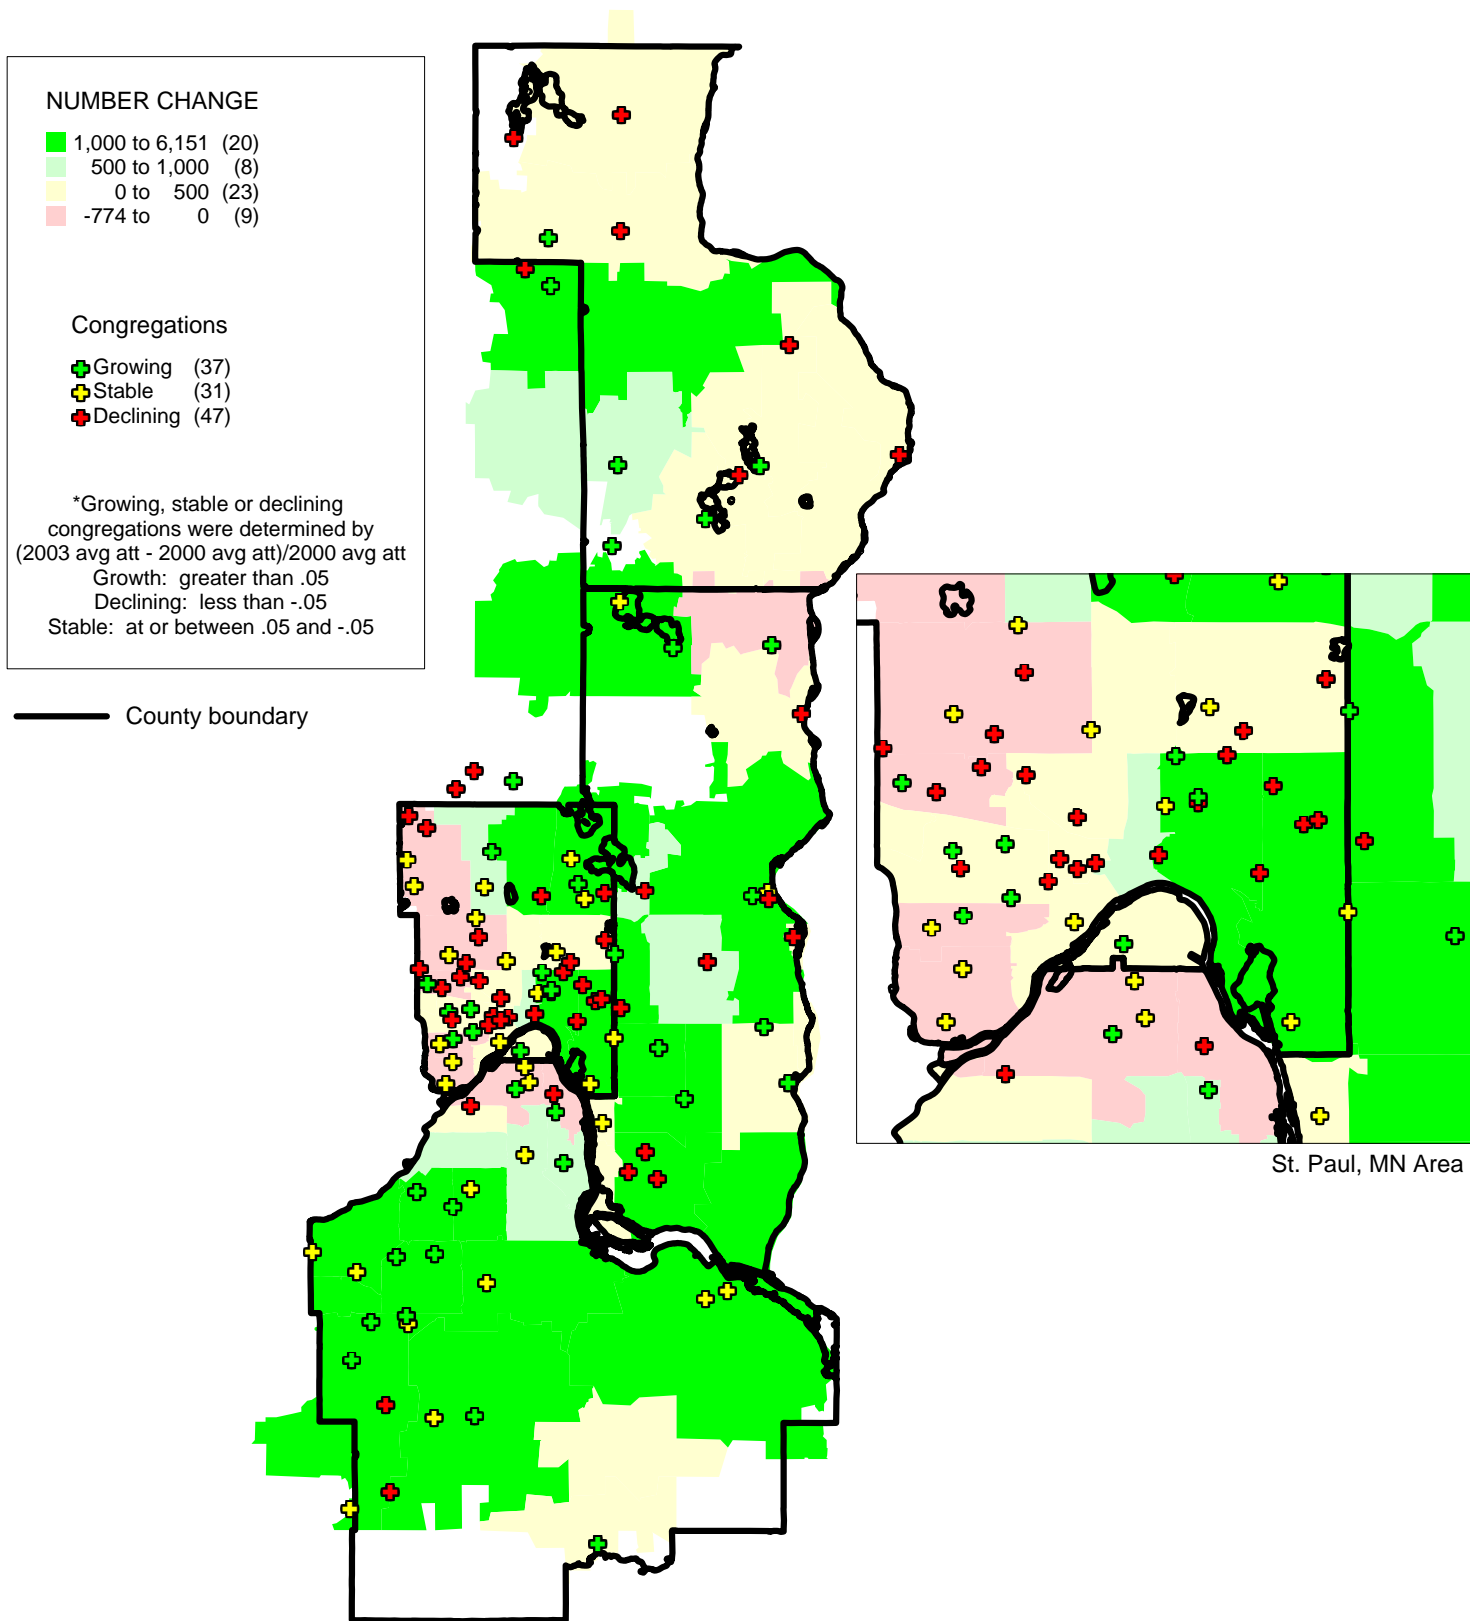 NUMBER CHANGE
1,000 to 6,151 (20)
500 to 1,000 (8)
0 to 500 (23)
-774 to 0 (9)
Congregations
Growing (37)
Stable (31)
Declining (47)
*Growing, stable or declining
congregations were determined by
(2003 avg att - 2000 avg att)/2000 avg att
Growth: greater than .05
Declining: less than -.05
Stable: at or between .05 and -.05
County boundary
St. Paul, MN Area